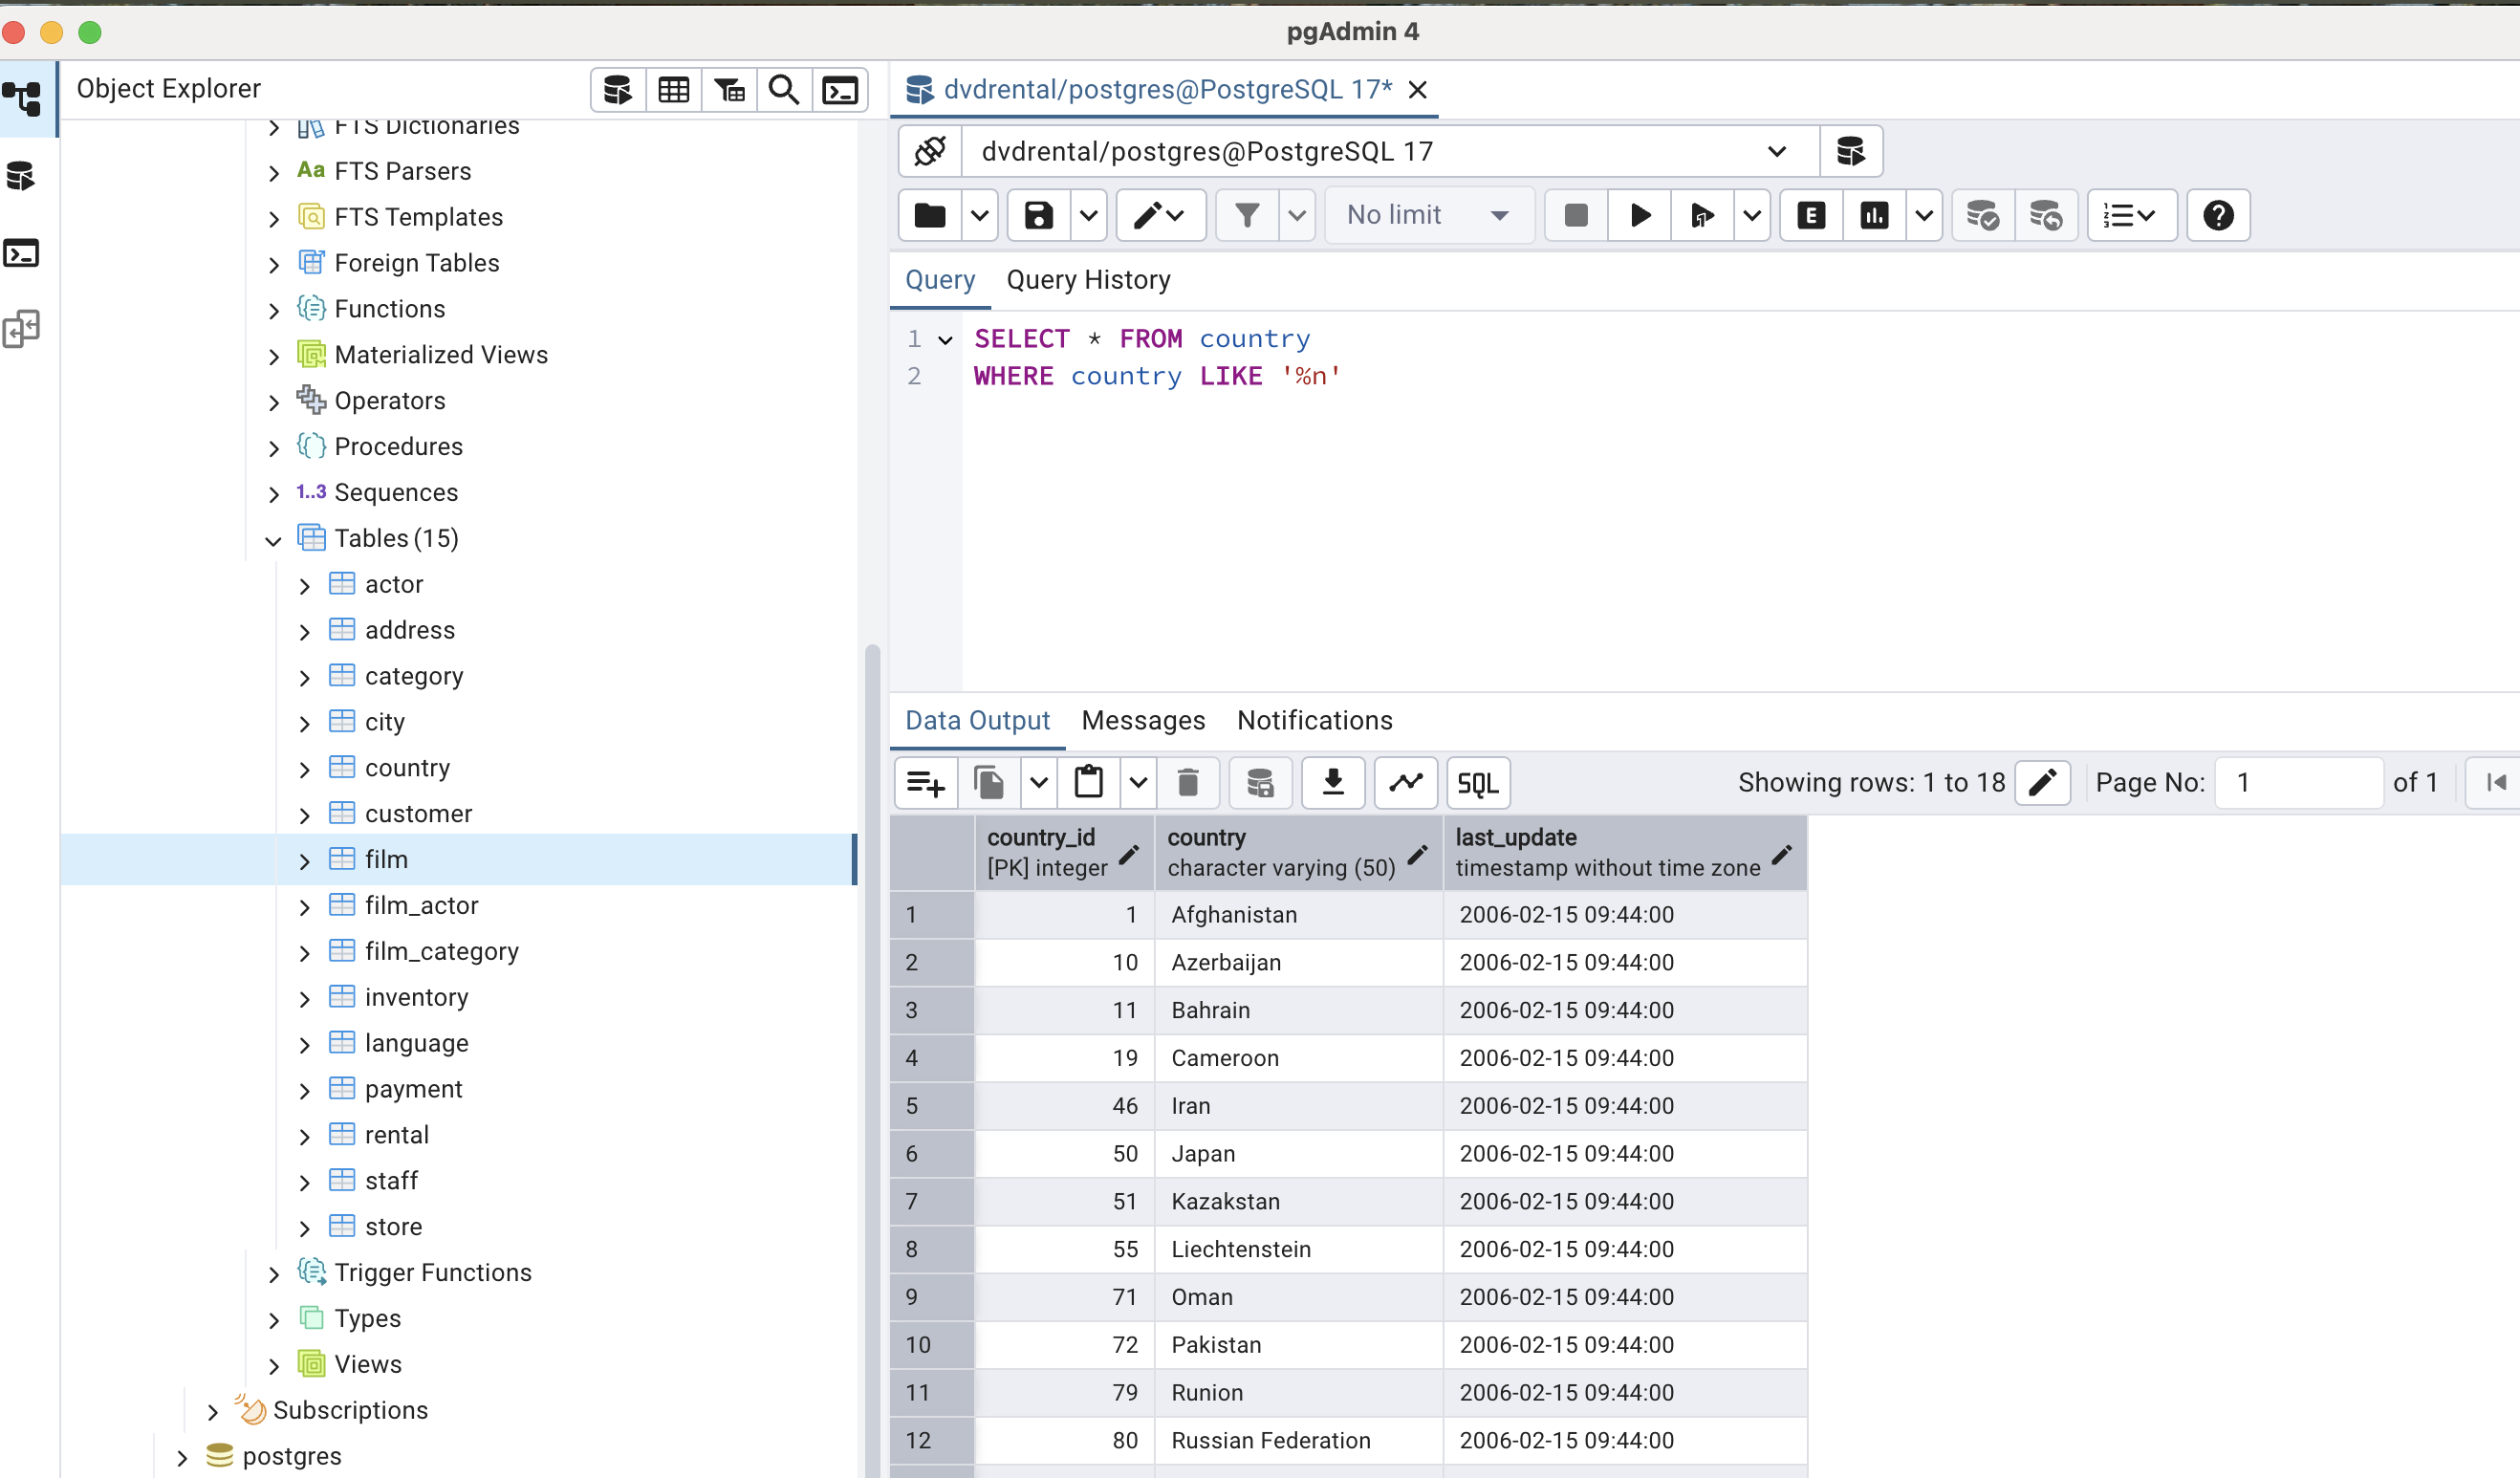 pgAdmin 4
Object Explorer
FTS Dictionaries
Aa FTS Parsers
FTS Templates
Foreign Tables
Functions
Materialized Views
Operators
Procedures
1..3 Sequences
Tables (15)
actor
address
category
city
country
customer
film
film_actor
film_category
inventory
language
payment
rental
staff
store
Trigger Functions
Types
Views
Subscriptions
postgres
dvdrental/postgres@PostgreSQL 17*
dvdrental/postgres@PostgreSQL 17
No limit
E
Query Query History
1 SELECT * FROM country
2 WHERE country LIKE '%n'
Data Output Messages Notifications
SQL Showing rows: 1 to 18 Page No: 1 of 1
country_id country last_update
[PK] integer character varying (50) timestamp without time zone
1 1 Afghanistan 2006-02-15 09:44:00
2 10 Azerbaijan 2006-02-15 09:44:00
3 11 Bahrain 2006-02-15 09:44:00
4 19 Cameroon 2006-02-15 09:44:00
5 46 Iran 2006-02-15 09:44:00
6 50 Japan 2006-02-15 09:44:00
7 51 Kazakstan 2006-02-15 09:44:00
8 55 Liechtenstein 2006-02-15 09:44:00
9 71 Oman 2006-02-15 09:44:00
10 72 Pakistan 2006-02-15 09:44:00
11 79 Runion 2006-02-15 09:44:00
12 80 Russian Federation 2006-02-15 09:44:00